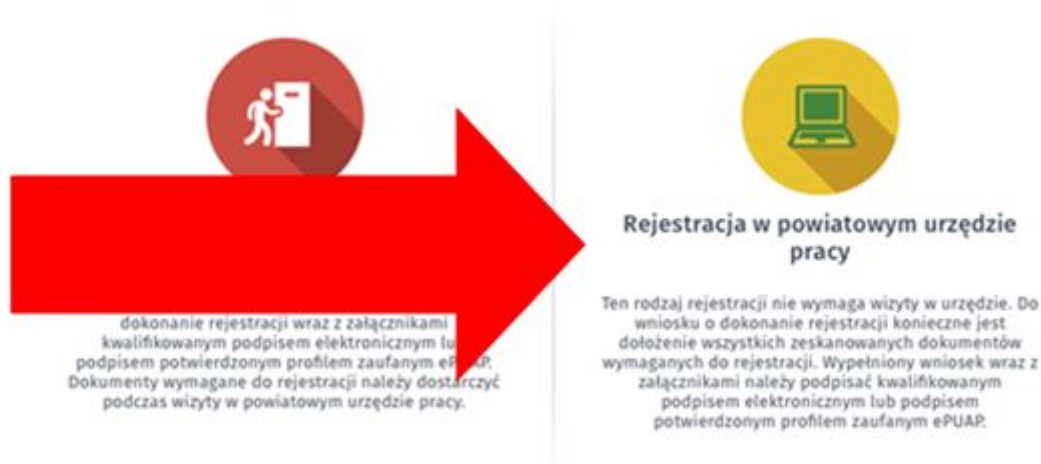 dokonanie rejestracji wraz z załącznikami
kwalifikowanym podpisem elektronicznym
podpisem potwierdzonym profilem zaufanym
Dokumenty wymagane do rejestracji należy dostarczyć
podczas wizyty w powiatowym urzędzie pracy.
Rejestracja w powiatowym urzędzie
pracy
Ten rodzaj rejestracji nie wymaga wizyty w urzędzie. Do
wniosku o dokonanie rejestracji konieczne jest
dołożenie wszystkich zeskanowanych dokumentów
wymaganych do rejestracji. Wypełniony wniosek wraz z
załącznikami należy podpisać kwalifikowanym
podpisem elektronicznym lub podpisem
potwierdzonym profilem zaufanym ePUAP.